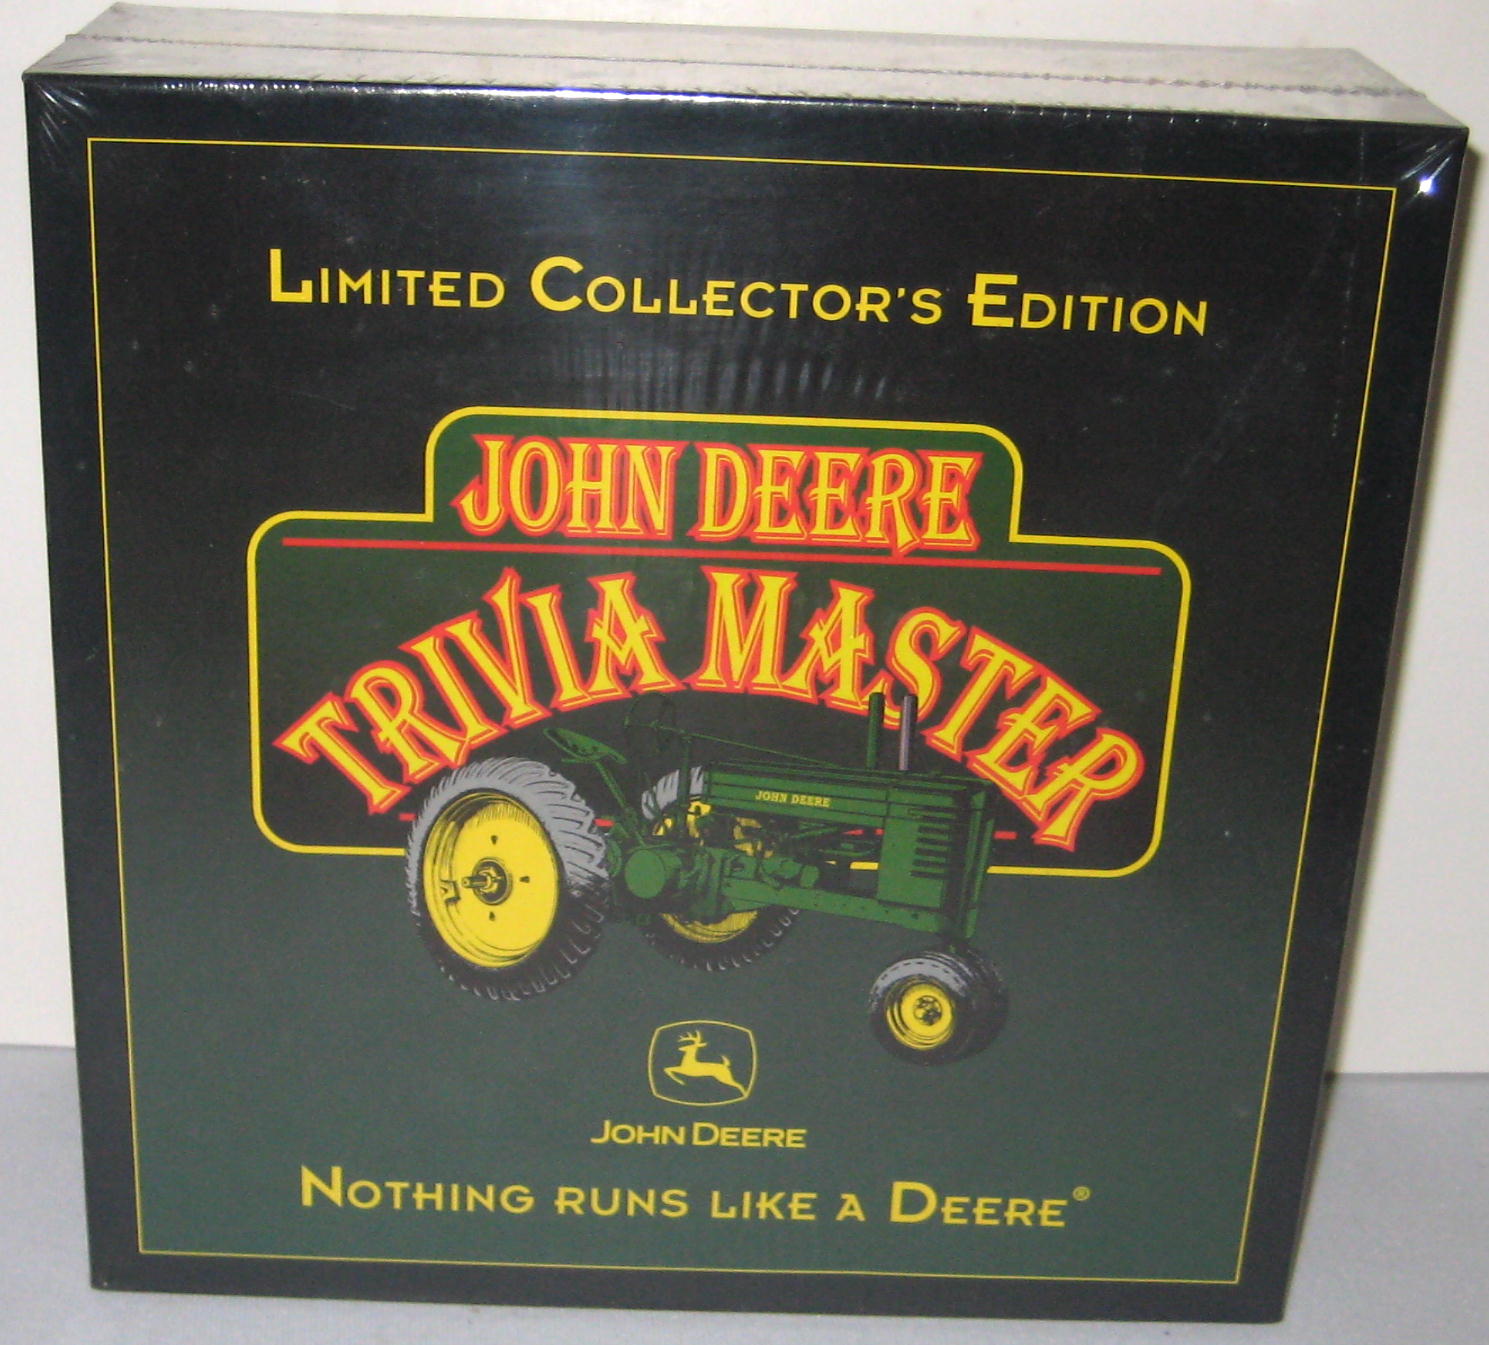 LIMITED COLLECTOR'S EDITION
JOHN DEERE
TRIVIA MASTER
JOHN DEERE
JOHN DEERE
NOTHING RUNS LIKE A DEERE®